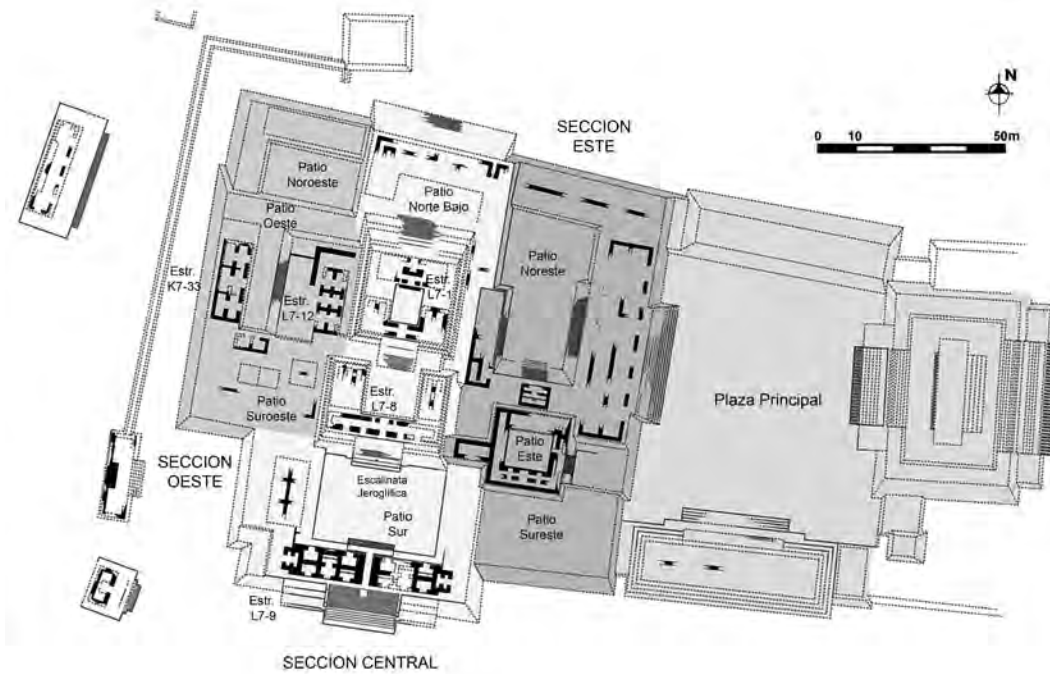 N
0 10 50m
SECCION
ESTE
Patio
Noroeste
Patio
Norte Bajo
Patio
Oeste
Patio
Noreste
Estr.
K7-33
Estr.
L7-1
Estr.
L7-12
Estr.
L7-8
Patio
Suroeste
Plaza Principal
Patio
Este
SECCION
OESTE
Escalinata
Jeroglífica
Patio
Sur
Patio
Sureste
Estr.
L7-9
SECCION CENTRAL